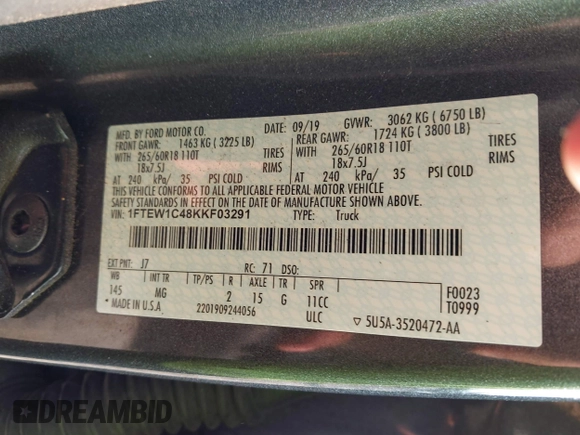 MFD. BY FORD MOTOR CO.
DATE: 09/19 GVWR: 3062 KG ( 6750 LB)
FRONT GAWR: 1463 KG ( 3225 LB)
REAR GAWR: 1724 KG ( 3800 LB)
WITH 265/60R18 110T TIRES
WITH 265/60R18 110T TIRES
18x7.5J RIMS
18x7.5J RIMS
AT 240 kPa/ 35 PSI COLD
AT 240 kPa/ 35 PSI COLD
THIS VEHICLE CONFORMS TO ALL APPLICABLE FEDERAL MOTOR VEHICLE
SAFETY STANDARDS IN EFFECT ON THE DATE OF MANUFACTURE SHOWN ABOVE.
VIN: 1FTEW1C48KKF03291 TYPE: Truck
EXT PNT: J7 RC: 71 DSO:
WB INT TR TP/PS R AXLE TR SPR
145 MG 2 15 G 11CC
F0023
T0999
* MADE IN U.S.A 2201909244056 ULC ▽ 5U5A-3520472-AA
DREAMBID